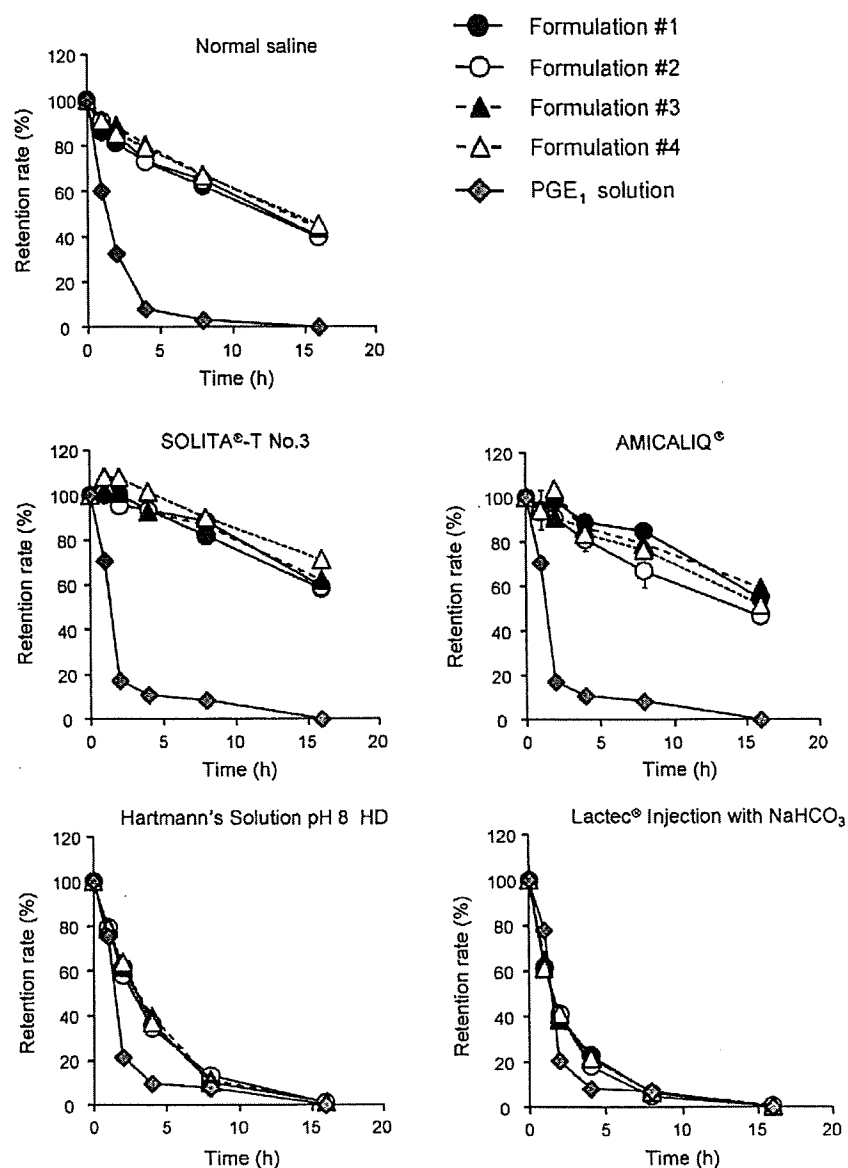 Normal saline
Retention rate (%)
120
100
80
60
40
20
0
0 5 10 15 20
Time (h)
Formulation #1
Formulation #2
Formulation #3
Formulation #4
PGE1 solution
SOLITA®-T No.3
Retention rate (%)
120
100
80
60
40
20
0
0 5 10 15 20
Time (h)
AMICALIQ®
Retention rate (%)
120
100
80
60
40
20
0
0 5 10 15 20
Time (h)
Hartmann's Solution pH 8 HD
Retention rate (%)
120
100
80
60
40
20
0
0 5 10 15 20
Time (h)
Lactec® Injection with NaHCO3
Retention rate (%)
120
100
80
60
40
20
0
0 5 10 15 20
Time (h)